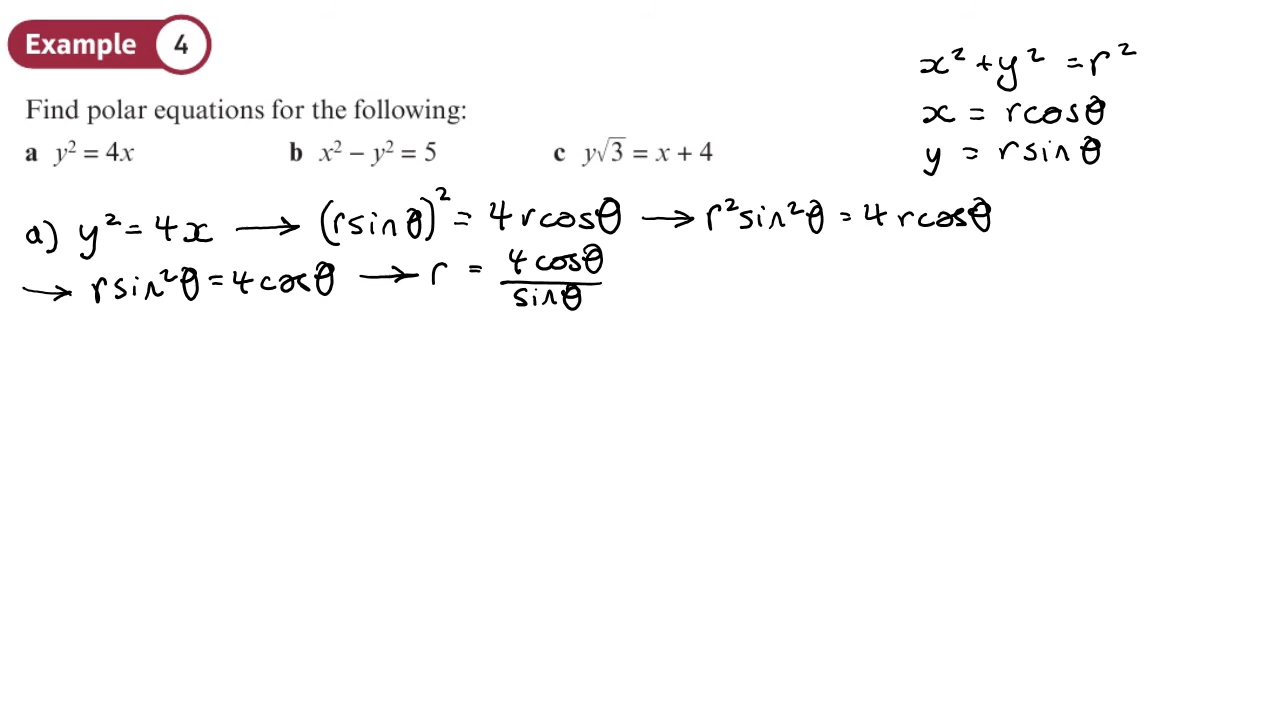 Example 4
x² + y² = r²
x = rcosθ
y = rsinθ
Find polar equations for the following:
a y² = 4x b x² − y² = 5 c y√3 = x + 4
a) y² = 4x → (rsinθ)² = 4rcosθ → r²sin²θ = 4rcosθ
→ rsin²θ = 4cosθ → r = 4cosθ/sinθ